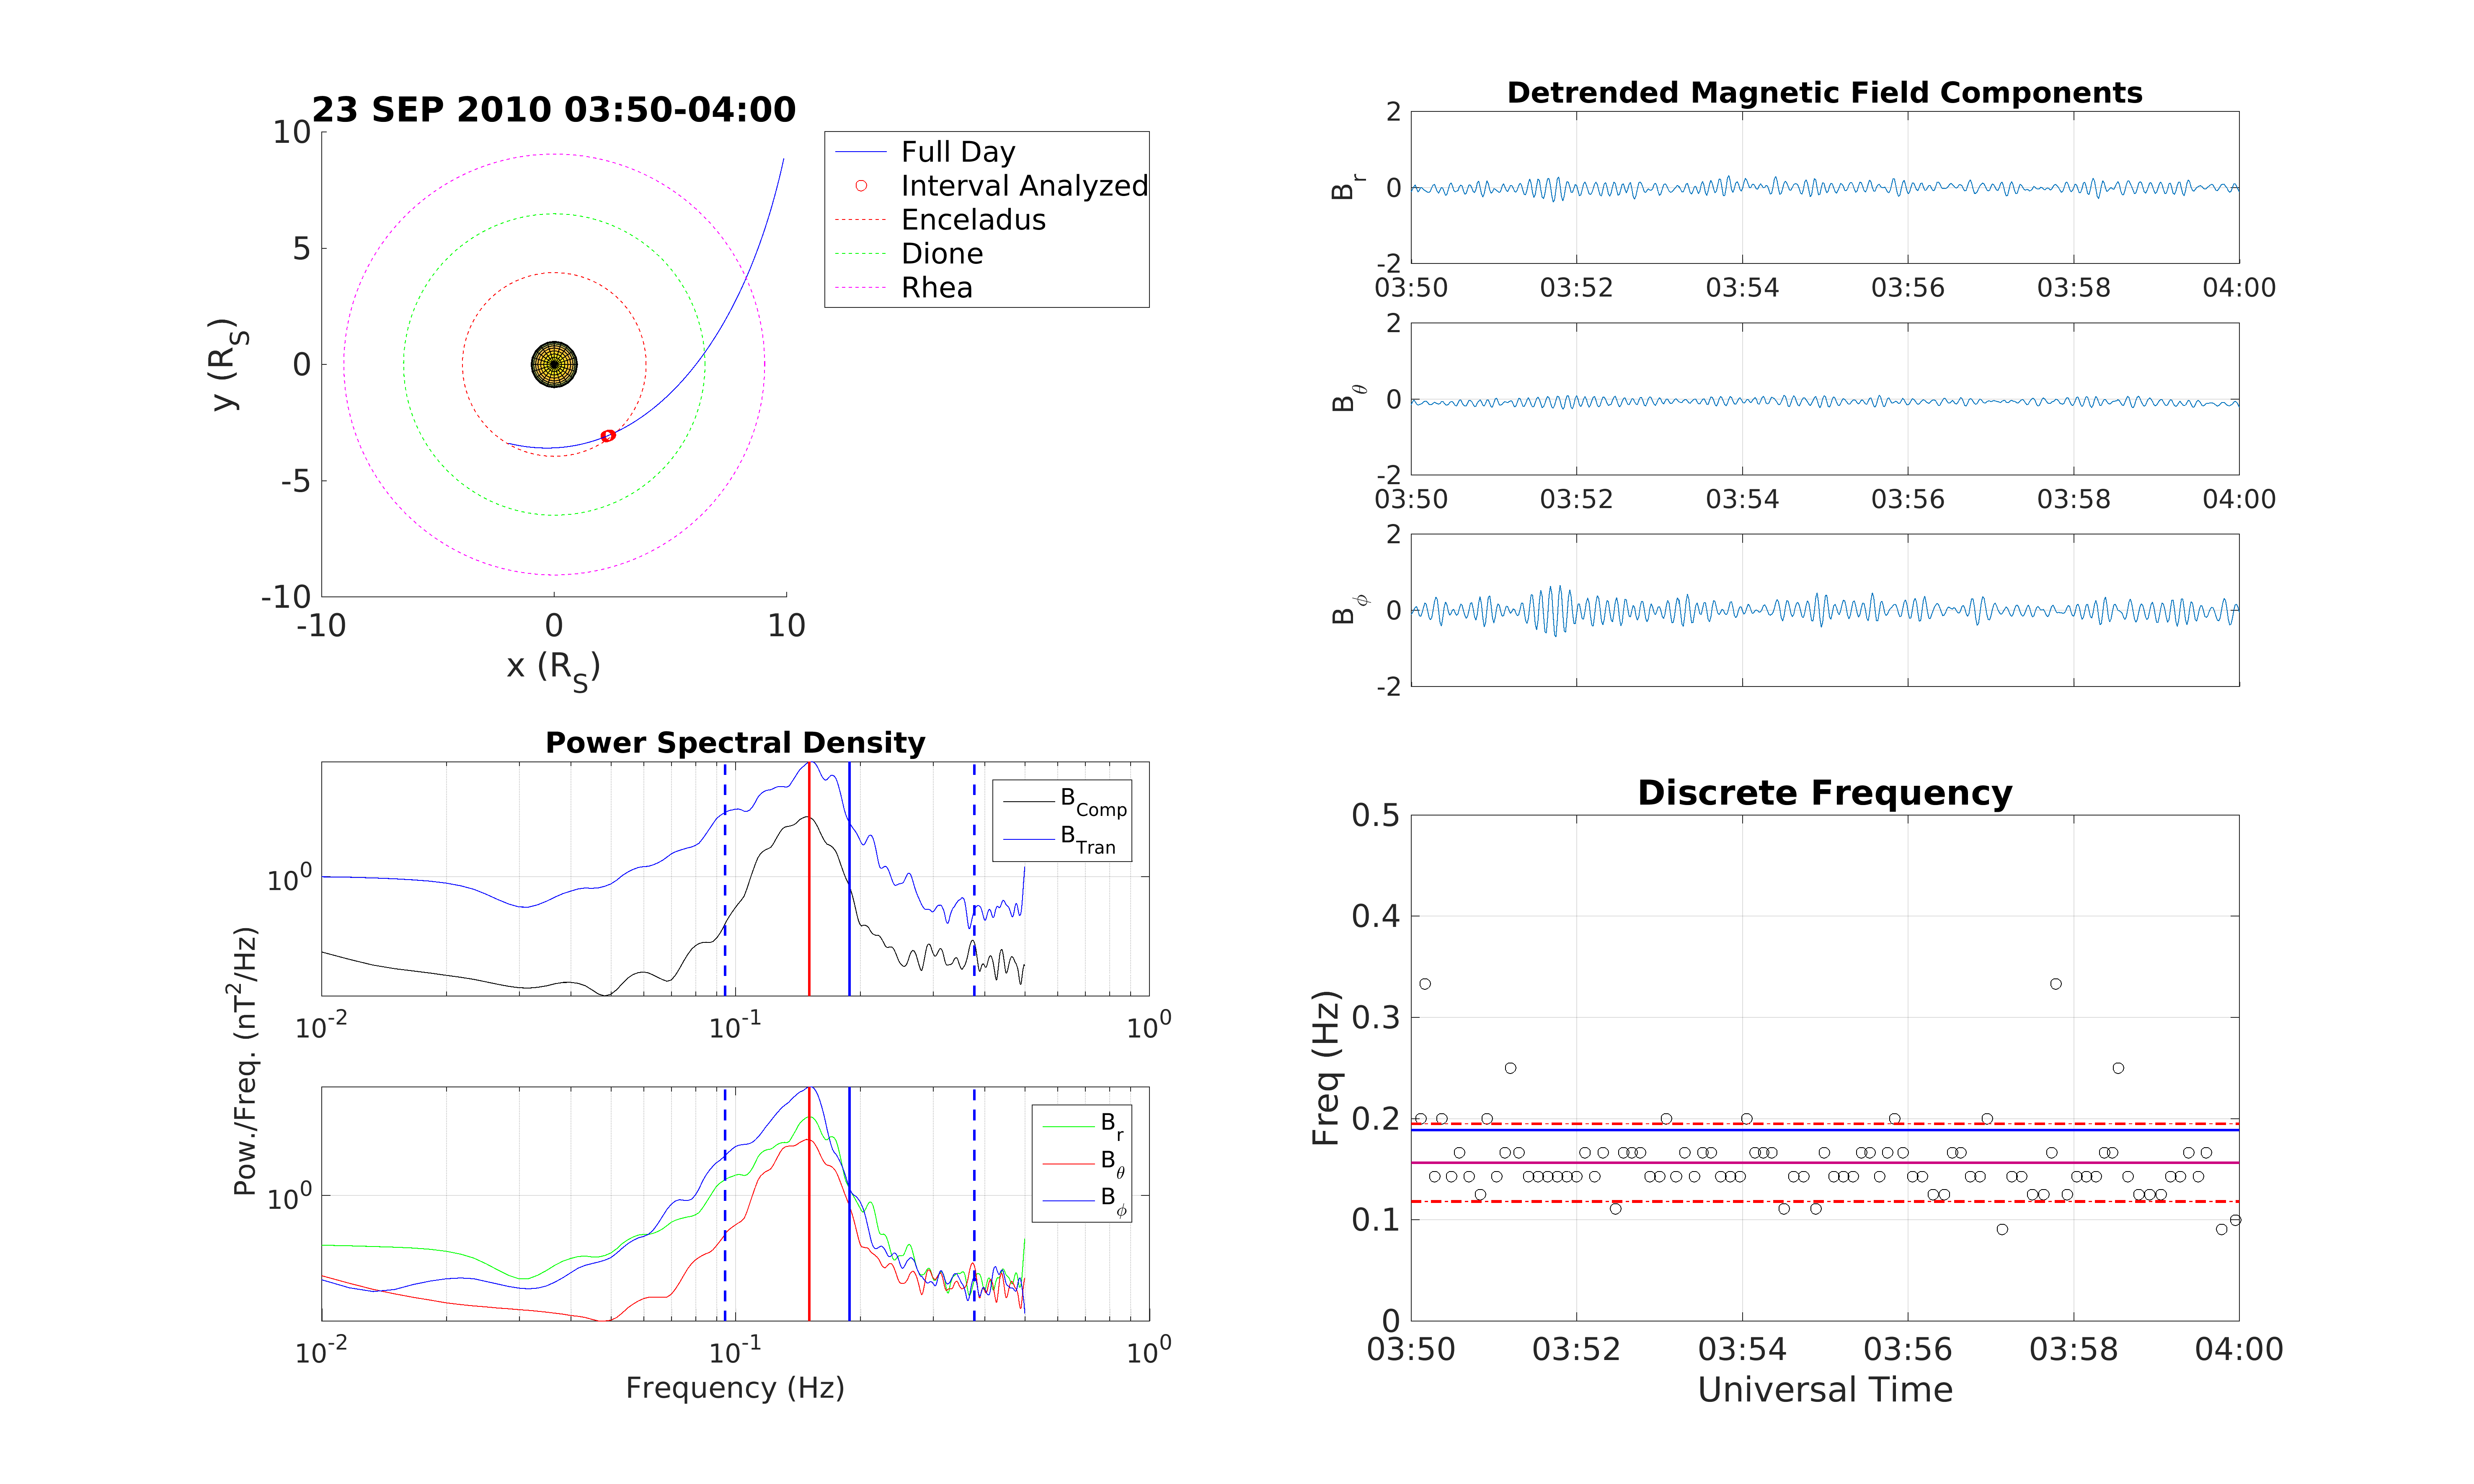 23 SEP 2010 03:50-04:00
10
5
0
-5
-10
-10 0 10
y (R_S)
x (R_S)
Full Day
Interval Analyzed
Enceladus
Dione
Rhea
Detrended Magnetic Field Components
2
0
-2
B_r
03:50 03:52 03:54 03:56 03:58 04:00
2
0
-2
B_θ
03:50 03:52 03:54 03:56 03:58 04:00
2
0
-2
B_ϕ
Power Spectral Density
B_Comp
B_Tran
10^0
10^-2 10^-1 10^0
Pow./Freq. (nT^2/Hz)
B_r
B_θ
B_ϕ
10^0
10^-2 10^-1 10^0
Frequency (Hz)
Discrete Frequency
0.5
0.4
0.3
0.2
0.1
0
Freq (Hz)
03:50 03:52 03:54 03:56 03:58 04:00
Universal Time